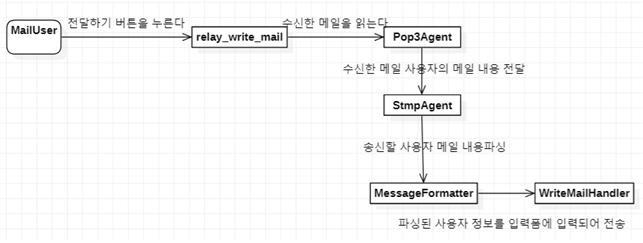 MailUser
전달하기 버튼을 누른다
relay_write_mail
수신한 메일을 읽는다
Pop3Agent
수신한 메일 사용자의 메일 내용 전달
StmpAgent
송신할 사용자 메일 내용파싱
MessageFormatter
WriteMailHandler
파싱된 사용자 정보를 입력폼에 입력되어 전송